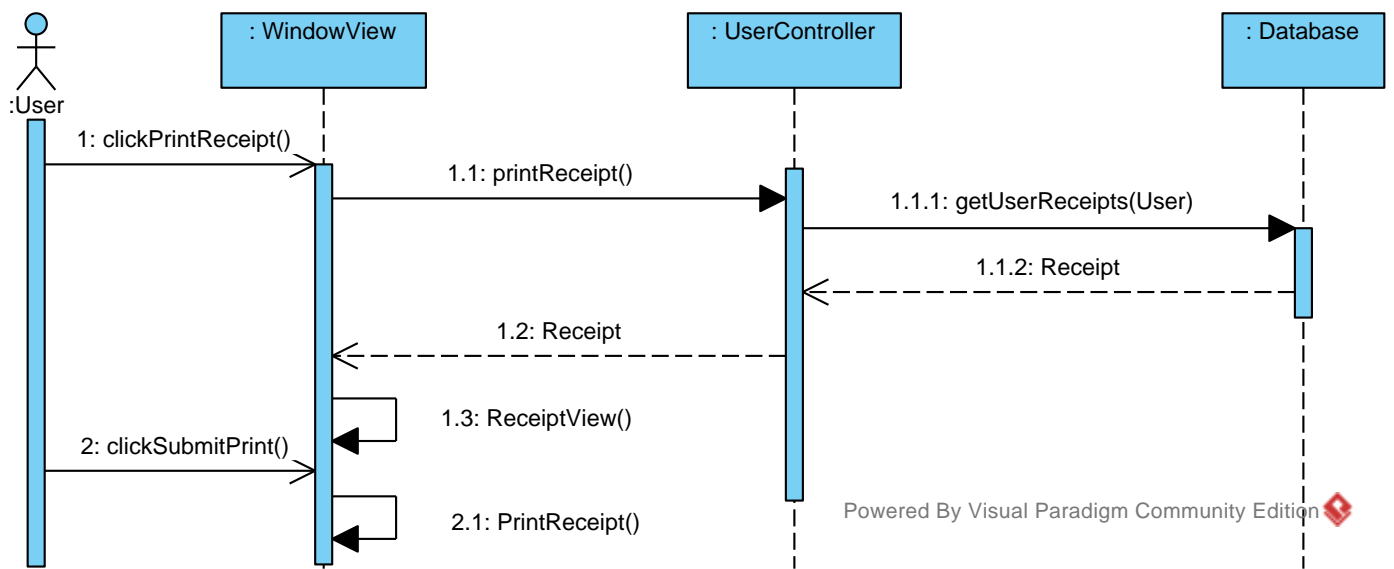 : WindowView
: UserController
: Database
:User
1: clickPrintReceipt()
1.1: printReceipt()
1.1.1: getUserReceipts(User)
1.1.2: Receipt
1.2: Receipt
1.3: ReceiptView()
2: clickSubmitPrint()
2.1: PrintReceipt()
Powered By Visual Paradigm Community Edition